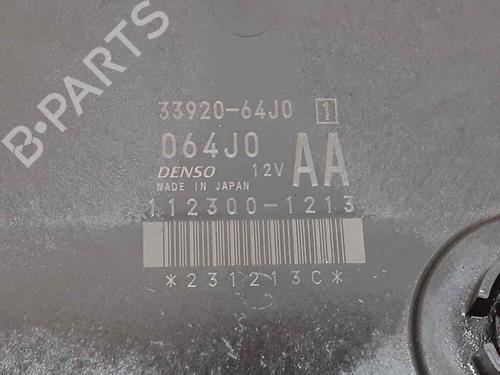 B-PARTS
33920-64J0 1
064J0 AA
DENSO 12V
MADE IN JAPAN
112300-1213
*231213C*